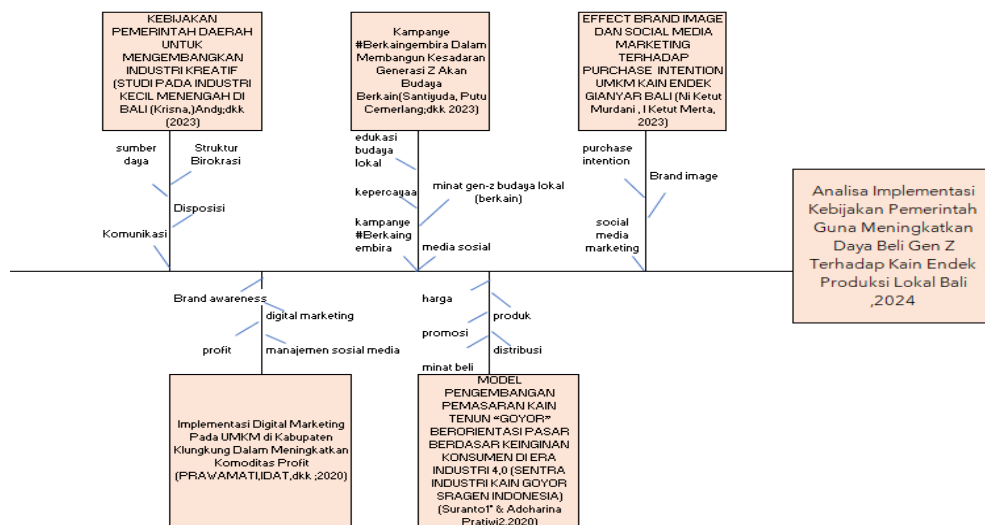 KEBIJAKAN
PEMERINTAH DAERAH
UNTUK
MENGEMBANGKAN
INDUSTRI KREATIF
(STUDI PADA INDUSTRI
KECIL MENENGAH DI
BALI (Krisna,)Andy;dkk
(2023)
Kampanye
#Berkaingembira Dalam
Membangun Kesadaran
Generasi Z Akan
Budaya
Berkain(Santiyuda, Putu
Cemerlang;dkk 2023)
EFFECT BRAND IMAGE
DAN SOCIAL MEDIA
MARKETING
TERHADAP
PURCHASE INTENTION
UMKM KAIN ENDEK
GIANYAR BALI (Ni Ketut
Murdani , I Ketut Merta,
2023)
sumber
daya
Struktur
Birokrasi
Disposisi
Komunikasi
edukasi
budaya
lokal
kepercayaa
minat gen-z budaya lokal
(berkain)
kampanye
#Berkaing
embira
media sosial
purchase
intention
Brand image
social
media
marketing
Analisa Implementasi
Kebijakan Pemerintah
Guna Meningkatkan
Daya Beli Gen Z
Terhadap Kain Endek
Produksi Lokal Bali
,2024
Brand awareness
digital marketing
profit
manajemen sosial media
harga
produk
promosi
distribusi
minat beli
Implementasi Digital Marketing
Pada UMKM di Kabupaten
Klungkung Dalam Meningkatkan
Komoditas Profit
(PRAWAMATI,IDAT,dkk ;2020)
MODEL
PENGEMBANGAN
PEMASARAN KAIN
TENUN “GOYOR”
BERORIENTASI PASAR
BERDASAR KEINGINAN
KONSUMEN DI ERA
INDUSTRI 4,0 (SENTRA
INDUSTRI KAIN GOYOR
SRAGEN INDONESIA)
(Suranto1* & Adcharina
Pratiwi2,2020)